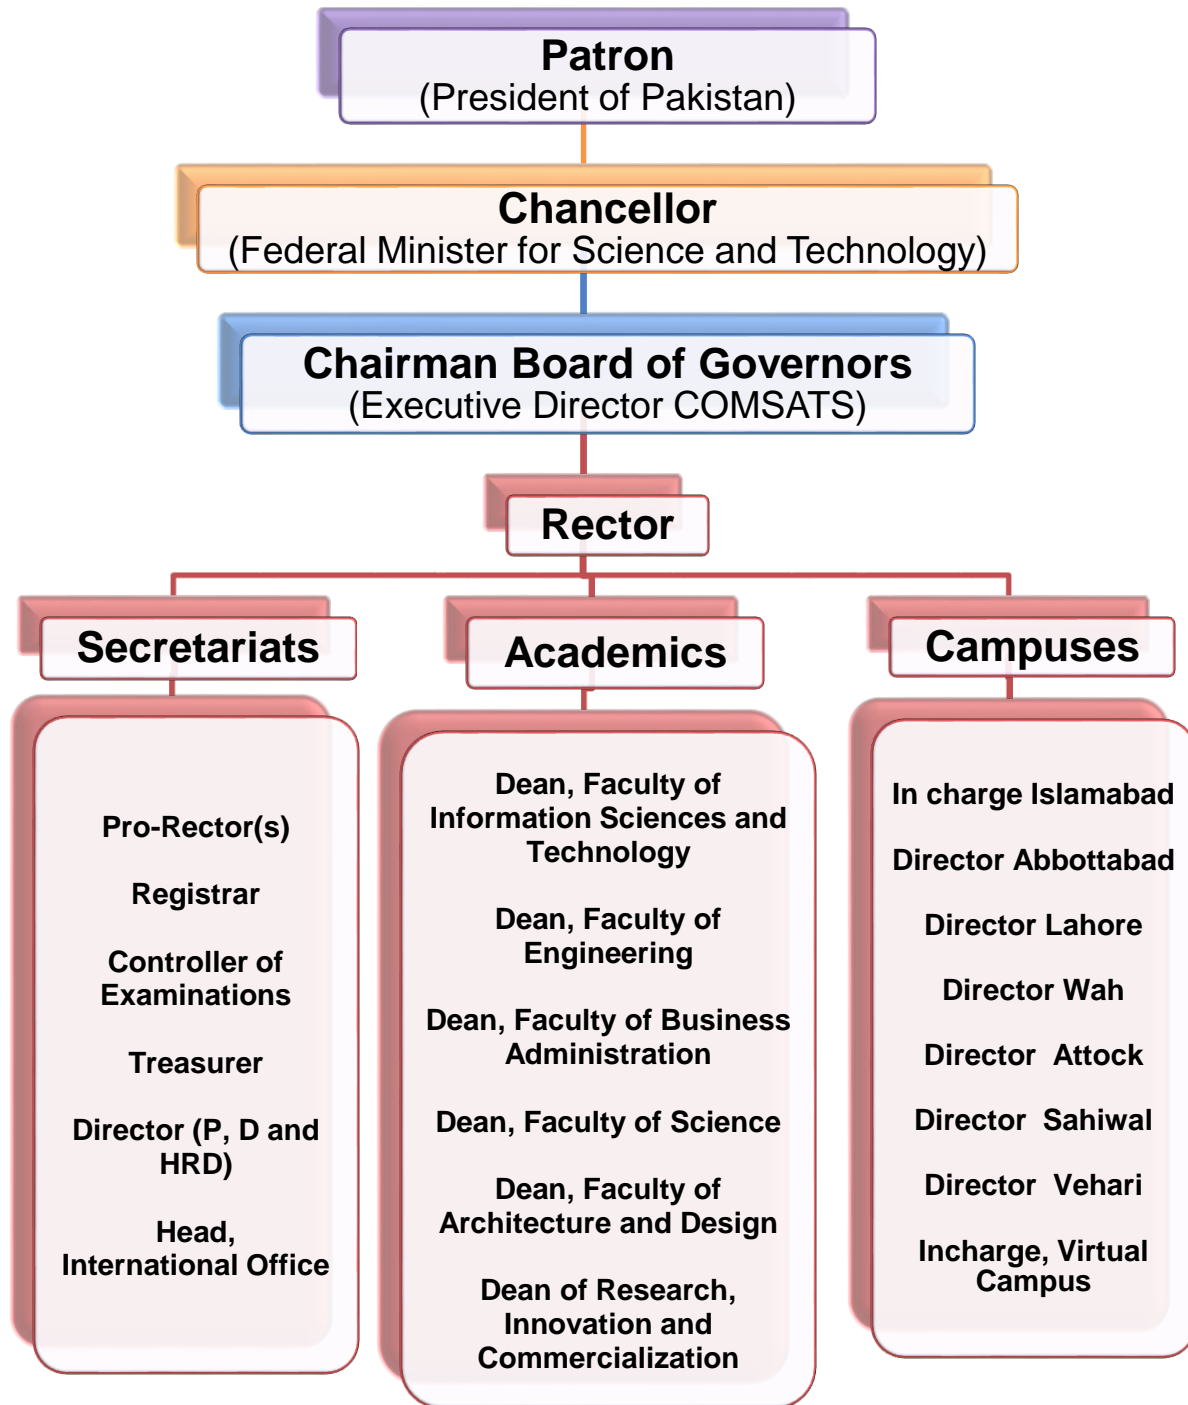 Patron
(President of Pakistan)
Chancellor
(Federal Minister for Science and Technology)
Chairman Board of Governors
(Executive Director COMSATS)
Rector
Secretariats
Pro-Rector(s)
Registrar
Controller of
Examinations
Treasurer
Director (P, D and
HRD)
Head,
International Office
Academics
Dean, Faculty of
Information Sciences and
Technology
Dean, Faculty of
Engineering
Dean, Faculty of Business
Administration
Dean, Faculty of Science
Dean, Faculty of
Architecture and Design
Dean of Research,
Innovation and
Commercialization
Campuses
In charge Islamabad
Director Abbottabad
Director Lahore
Director Wah
Director  Attock
Director  Sahiwal
Director  Vehari
Incharge, Virtual
Campus